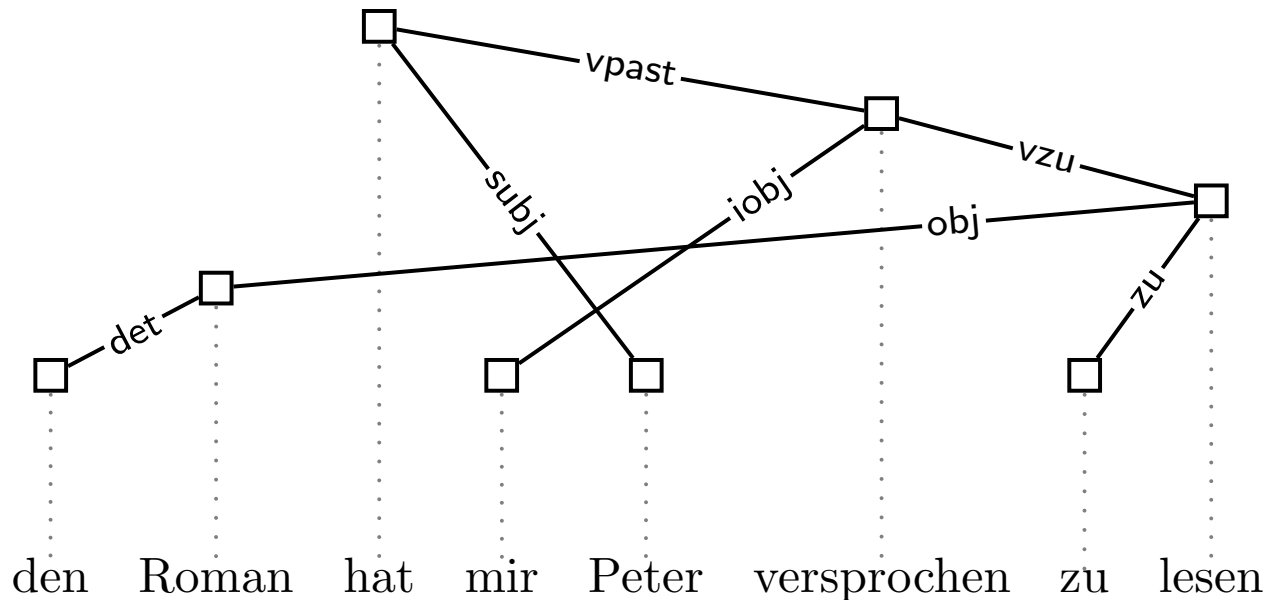 vpast
vzu
subj
iobj
obj
zu
det
den Roman hat mir Peter versprochen zu lesen